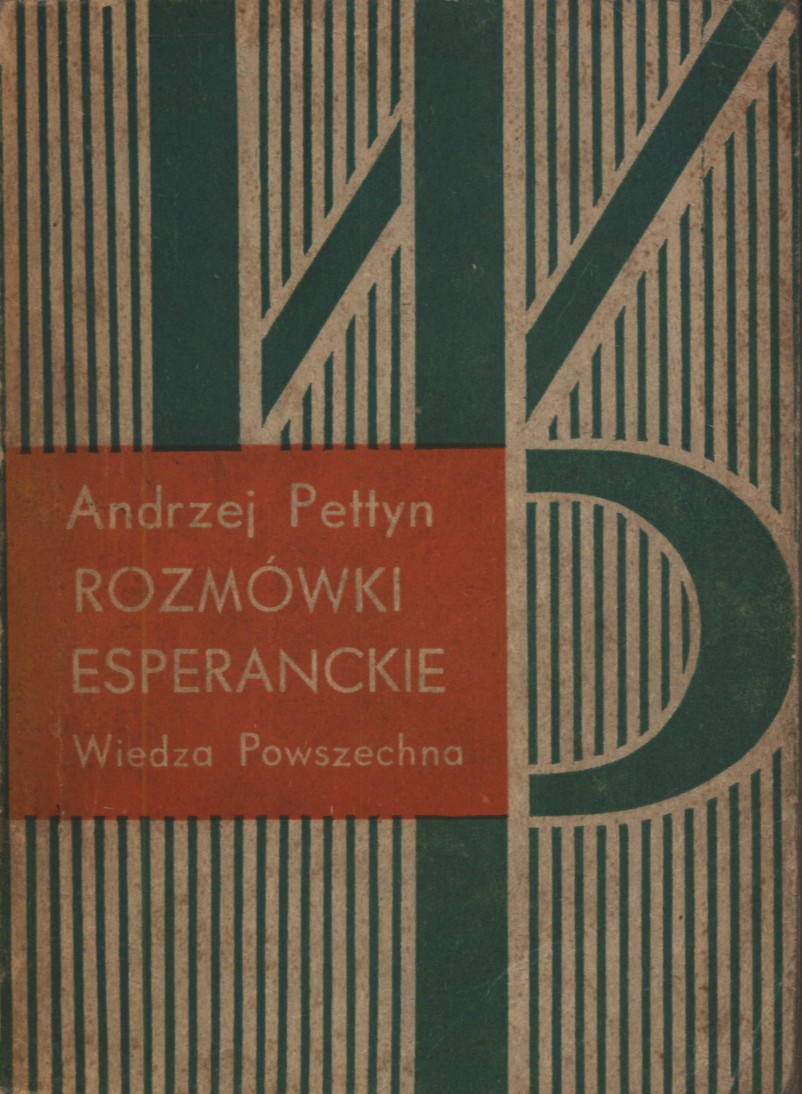 Andrzej Pettyn
ROZMÓWKI
ESPERANCKIE
Wiedza Powszechna